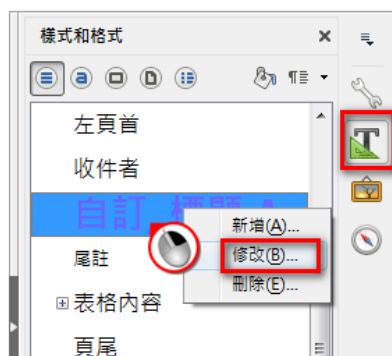 樣式和格式
左頁首
收件者
自訂 標題 A
新增(A)...
尾註
修改(B)...
刪除(E)...
表格內容
頁尾